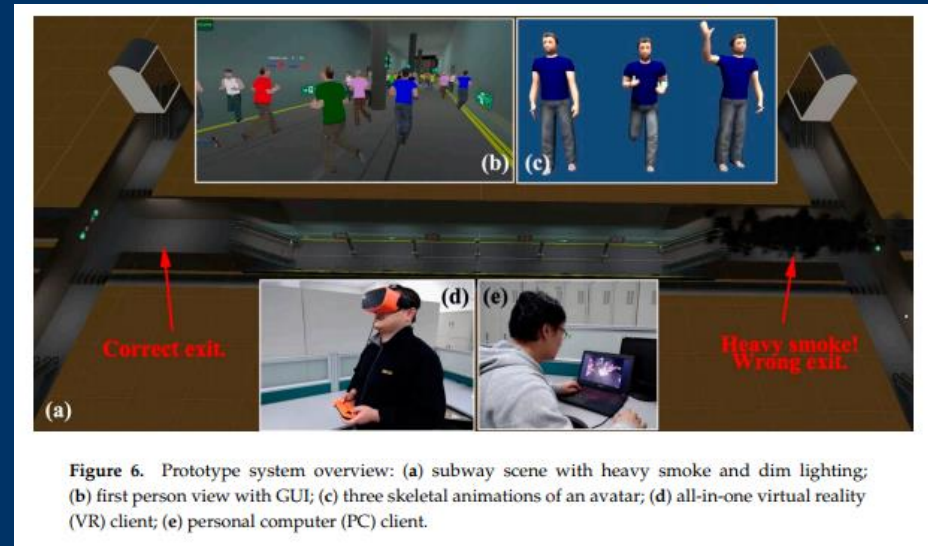 (b)
(c)
(d)
(e)
Correct exit.
Heavy smoke!
Wrong exit.
(a)
Figure 6. Prototype system overview: (a) subway scene with heavy smoke and dim lighting;
(b) first person view with GUI; (c) three skeletal animations of an avatar; (d) all-in-one virtual reality
(VR) client; (e) personal computer (PC) client.